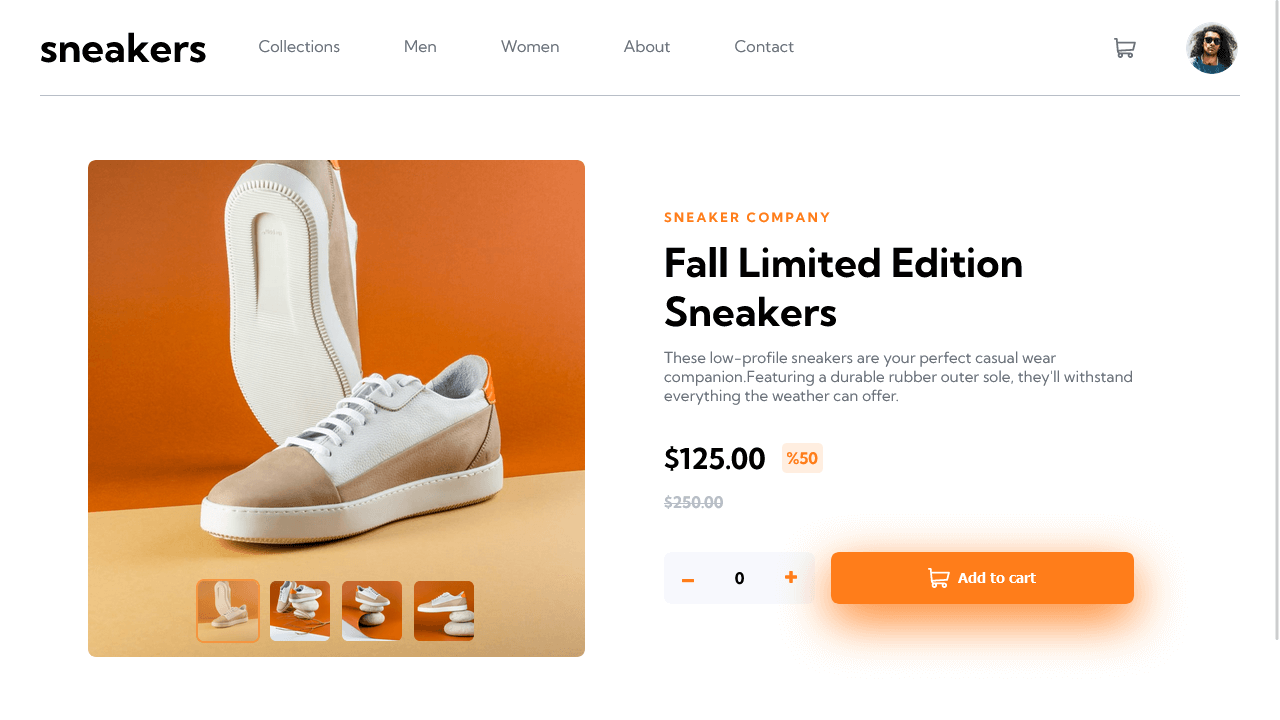 sneakers
Collections
Men
Women
About
Contact
SNEAKER COMPANY
Fall Limited Edition
Sneakers
These low-profile sneakers are your perfect casual wear
companion.Featuring a durable rubber outer sole, they'll withstand
everything the weather can offer.
$125.00 %50
$250.00
- 0 + Add to cart